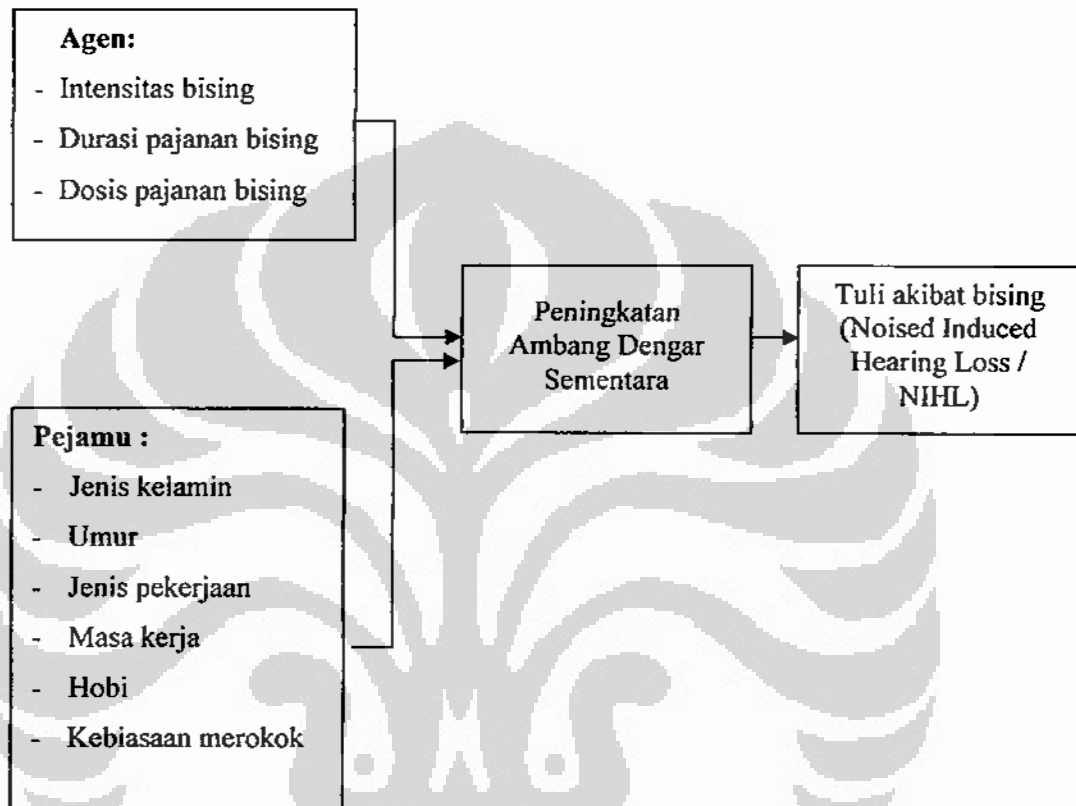 Agen:
- Intensitas bising
- Durasi pajanan bising
- Dosis pajanan bising
Peningkatan
Ambang Dengar
Sementara
Tuli akibat bising
(Noised Induced
Hearing Loss /
NIHL)
Pejamu :
- Jenis kelamin
- Umur
- Jenis pekerjaan
- Masa kerja
- Hobi
- Kebiasaan merokok